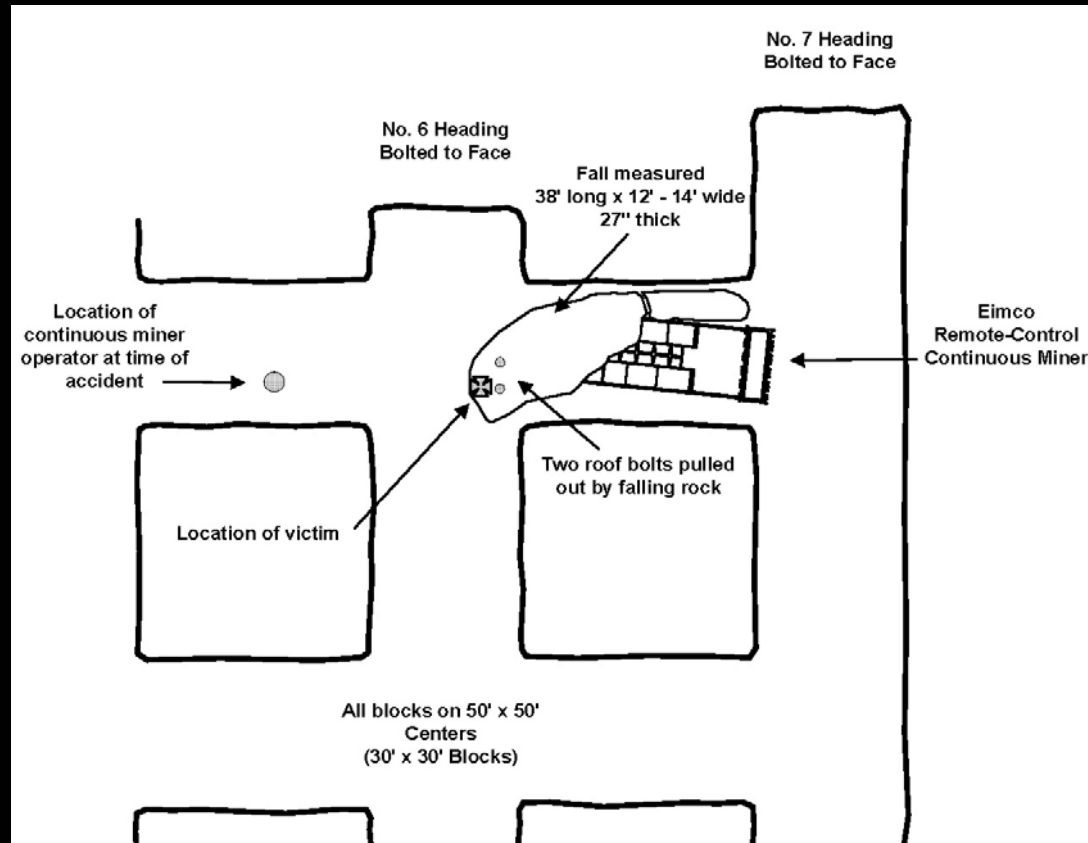 No. 7 Heading
Bolted to Face
No. 6 Heading
Bolted to Face
Fall measured
38' long x 12' - 14' wide
27" thick
Location of
continuous miner
operator at time of
accident
Eimco
Remote-Control
Continuous Miner
Two roof bolts pulled
out by falling rock
Location of victim
All blocks on 50' x 50'
Centers
(30' x 30' Blocks)